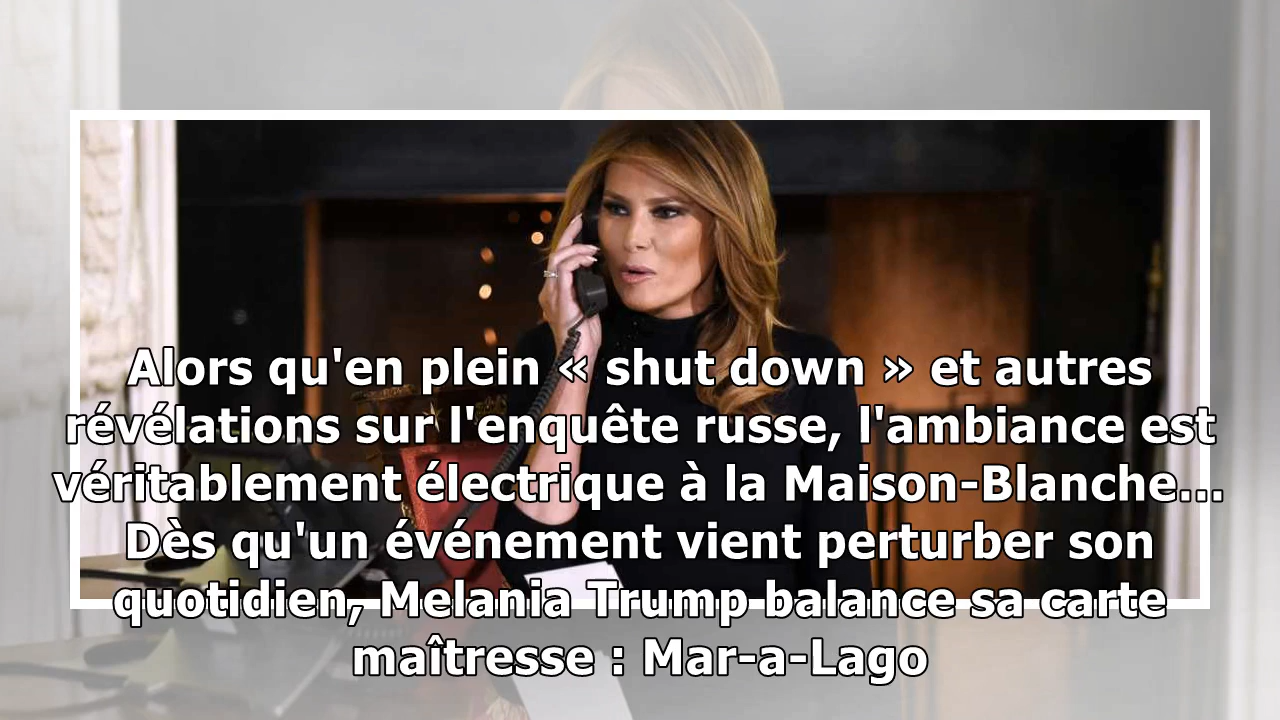 Alors qu'en plein « shut down » et autres
révélations sur l'enquête russe, l'ambiance est
véritablement électrique à la Maison-Blanche...
Dès qu'un événement vient perturber son
quotidien, Melania Trump balance sa carte
maîtresse : Mar-a-Lago